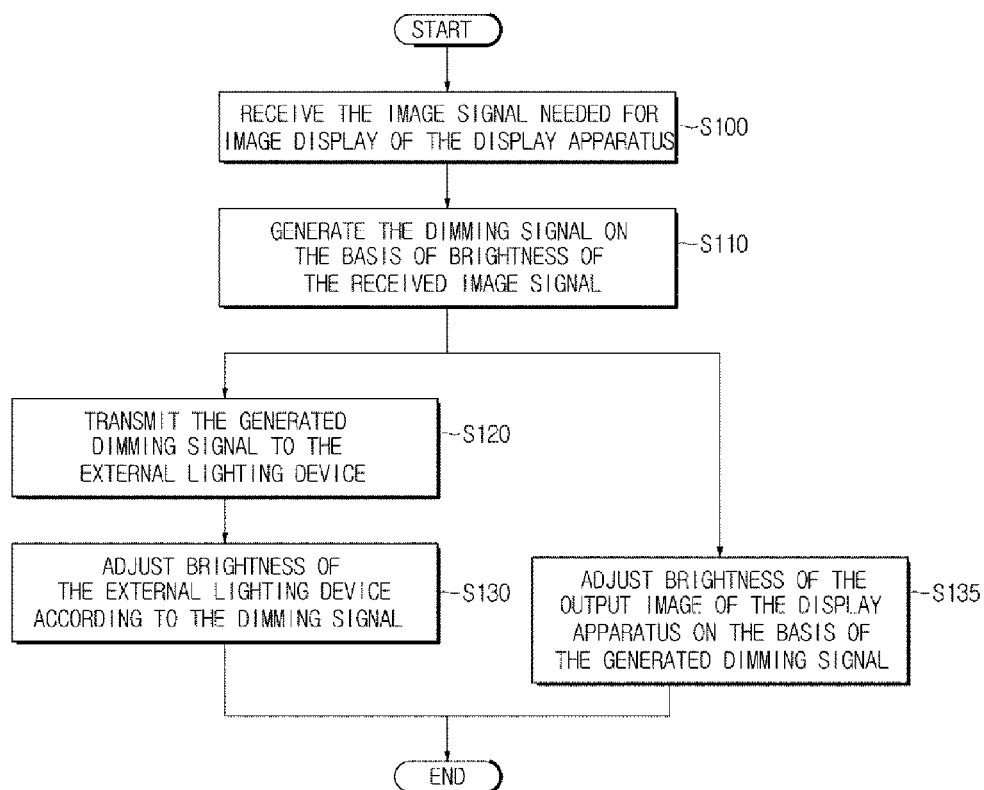 START
RECEIVE THE IMAGE SIGNAL NEEDED FOR
IMAGE DISPLAY OF THE DISPLAY APPARATUS
S100
GENERATE THE DIMMING SIGNAL ON
THE BASIS OF BRIGHTNESS OF
THE RECEIVED IMAGE SIGNAL
S110
TRANSMIT THE GENERATED
DIMMING SIGNAL TO THE
EXTERNAL LIGHTING DEVICE
S120
ADJUST BRIGHTNESS OF
THE EXTERNAL LIGHTING DEVICE
ACCORDING TO THE DIMMING SIGNAL
S130
ADJUST BRIGHTNESS OF THE
OUTPUT IMAGE OF THE DISPLAY
APPARATUS ON THE BASIS OF
THE GENERATED DIMMING SIGNAL
S135
END